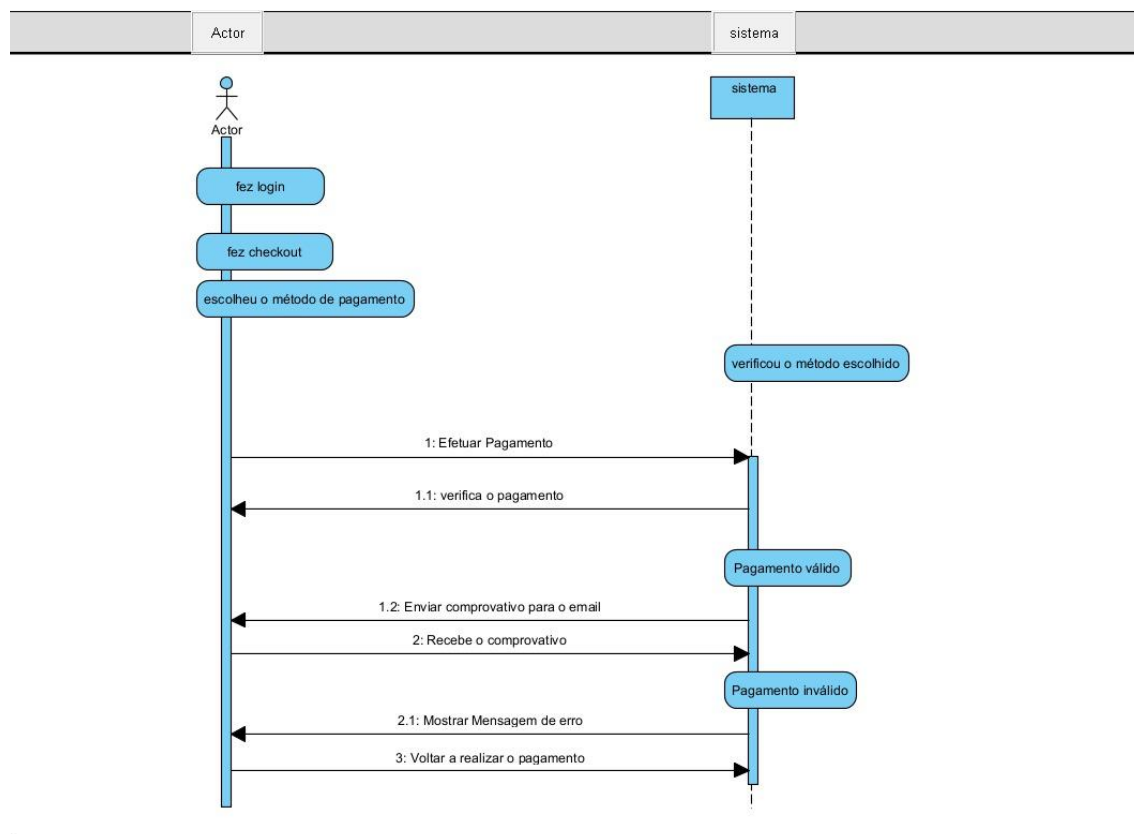 Actor
sistema
sistema
Actor
fez login
fez checkout
escolheu o método de pagamento
verificou o método escolhido
1: Efetuar Pagamento
1.1: verifica o pagamento
Pagamento válido
1.2: Enviar comprovativo para o email
2: Recebe o comprovativo
Pagamento inválido
2.1: Mostrar Mensagem de erro
3: Voltar a realizar o pagamento